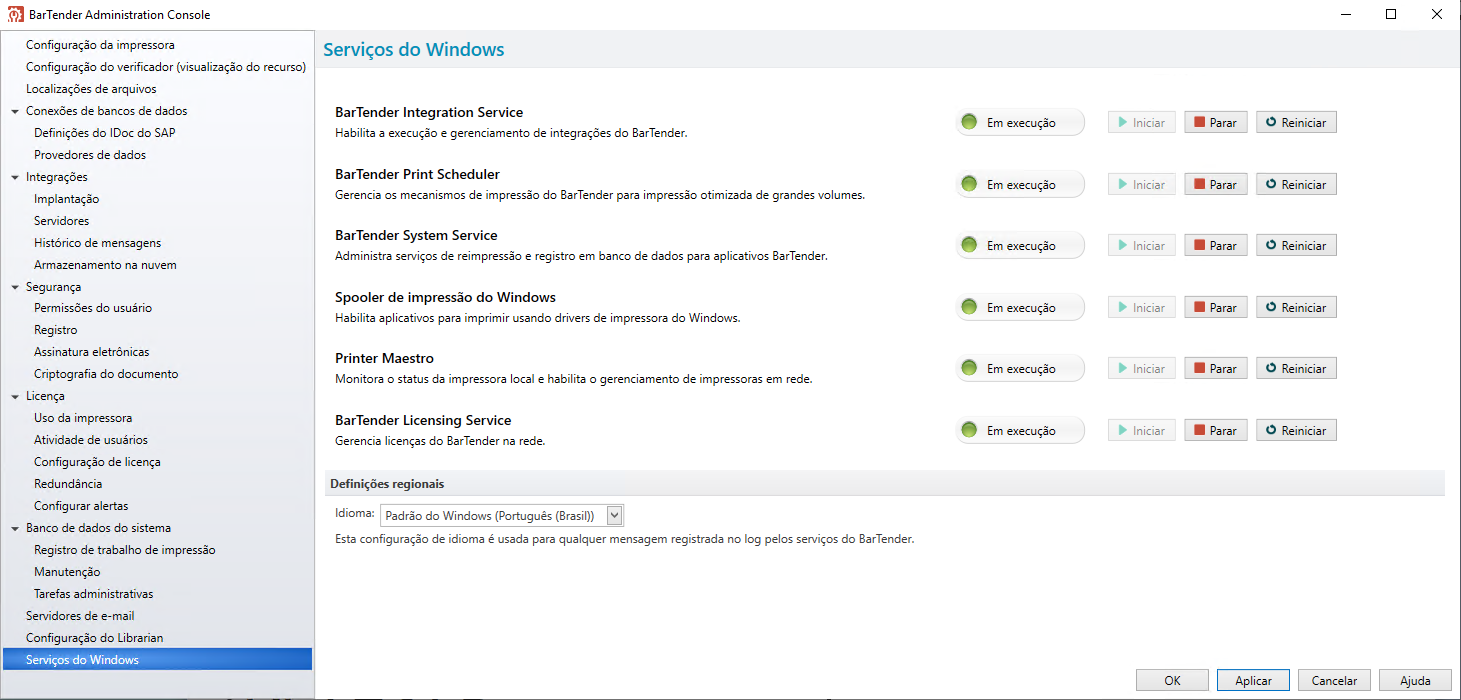 BarTender Administration Console
Configuração da impressora
Configuração do verificador (visualização do recurso)
Localizações de arquivos
Conexões de bancos de dados
Definições do IDoc do SAP
Provedores de dados
Integrações
Implantação
Servidores
Histórico de mensagens
Armazenamento na nuvem
Segurança
Permissões do usuário
Registro
Assinatura eletrônicas
Criptografia do documento
Licença
Uso da impressora
Atividade de usuários
Configuração de licença
Redundância
Configurar alertas
Banco de dados do sistema
Registro de trabalho de impressão
Manutenção
Tarefas administrativas
Servidores de e-mail
Configuração do Librarian
Serviços do Windows
Serviços do Windows
BarTender Integration Service
Habilita a execução e gerenciamento de integrações do BarTender.
Em execução Iniciar Parar Reiniciar
BarTender Print Scheduler
Gerencia os mecanismos de impressão do BarTender para impressão otimizada de grandes volumes.
Em execução Iniciar Parar Reiniciar
BarTender System Service
Administra serviços de reimpressão e registro em banco de dados para aplicativos BarTender.
Em execução Iniciar Parar Reiniciar
Spooler de impressão do Windows
Habilita aplicativos para imprimir usando drivers de impressora do Windows.
Em execução Iniciar Parar Reiniciar
Printer Maestro
Monitora o status da impressora local e habilita o gerenciamento de impressoras em rede.
Em execução Iniciar Parar Reiniciar
BarTender Licensing Service
Gerencia licenças do BarTender na rede.
Em execução Iniciar Parar Reiniciar
Definições regionais
Idioma: Padrão do Windows (Português (Brasil))
Esta configuração de idioma é usada para qualquer mensagem registrada no log pelos serviços do BarTender.
OK Aplicar Cancelar Ajuda